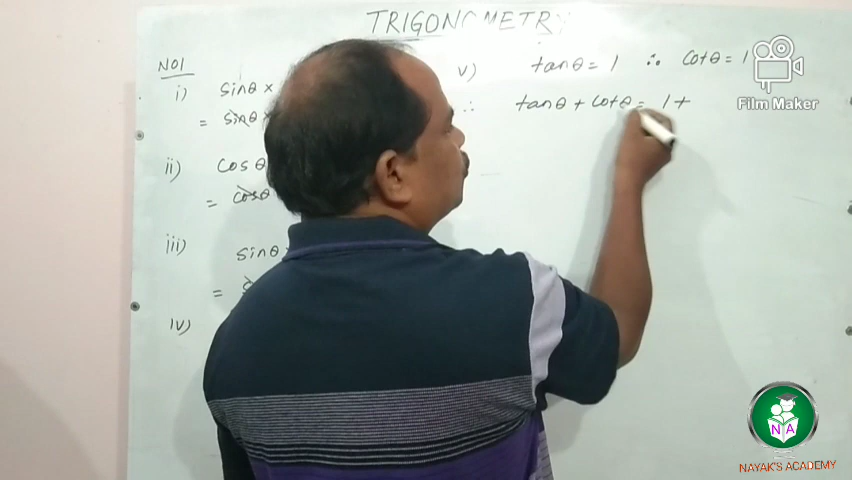 TRIGONOMETRY
NO1
i) sinθ ×
= sinθ ×
ii) cosθ
= cosθ
iii) sinθ
=
iv)
v) tanθ = 1 ∴ cotθ = 1
∴ tanθ + cotθ = 1 +
Film Maker
NA
NAYAK'S ACADEMY